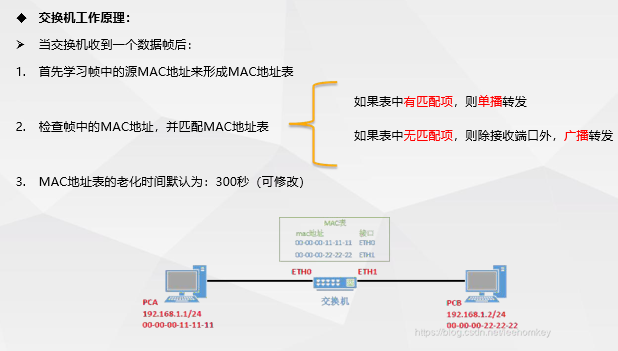 ◆ 交换机工作原理：
➢ 当交换机收到一个数据帧后：
1. 首先学习帧中的源MAC地址来形成MAC地址表
如果表中有匹配项，则单播转发
2. 检查帧中的MAC地址，并匹配MAC地址表
如果表中无匹配项，则除接收端口外，广播转发
3. MAC地址表的老化时间默认为：300秒（可修改）
MAC表
mac地址 接口
00-00-00-11-11-11 ETH0
00-00-00-22-22-22 ETH1
ETH0 ETH1
交换机
PCA
192.168.1.1/24
00-00-00-11-11-11
PCB
192.168.1.2/24
00-00-00-22-22-22
https://blog.csdn.net/leehomkey